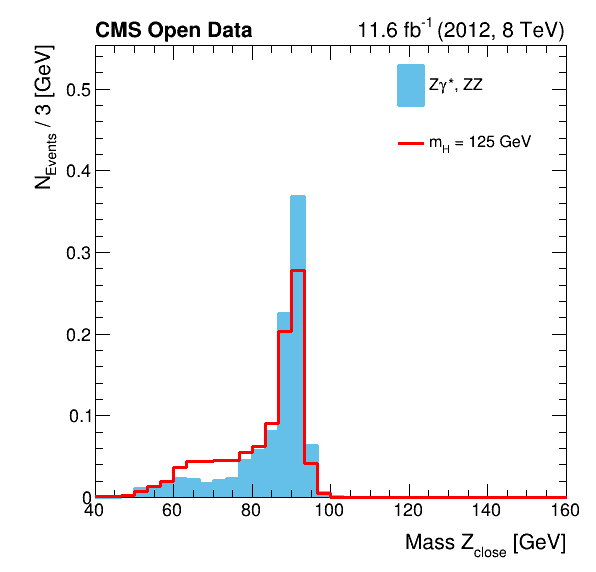 CMS Open Data
11.6 fb⁻¹ (2012, 8 TeV)
N_Events / 3 [GeV]
Zγ*, ZZ
m_H = 125 GeV
0.5
0.4
0.3
0.2
0.1
0
40 60 80 100 120 140 160
Mass Z_close [GeV]